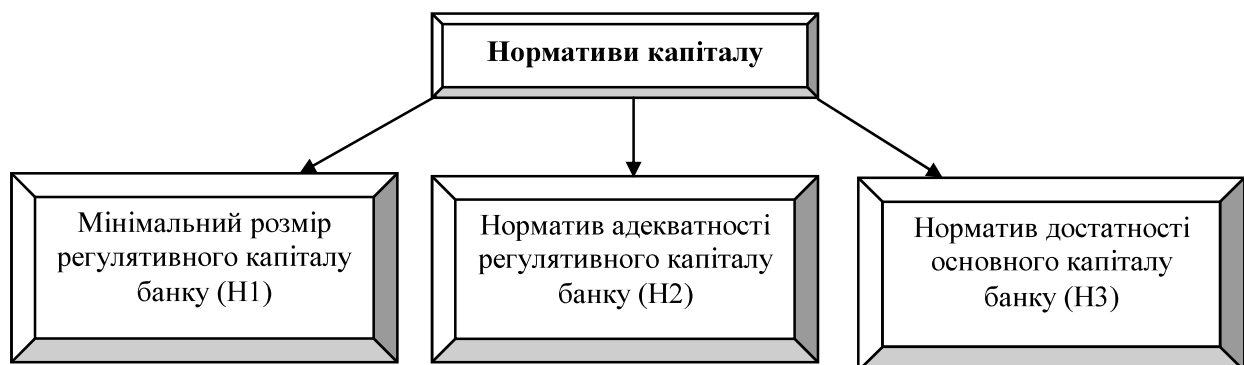 Нормативи капіталу
Мінімальний розмір
регулятивного капіталу
банку (Н1)
Норматив адекватності
регулятивного капіталу
банку (Н2)
Норматив достатності
основного капіталу
банку (Н3)